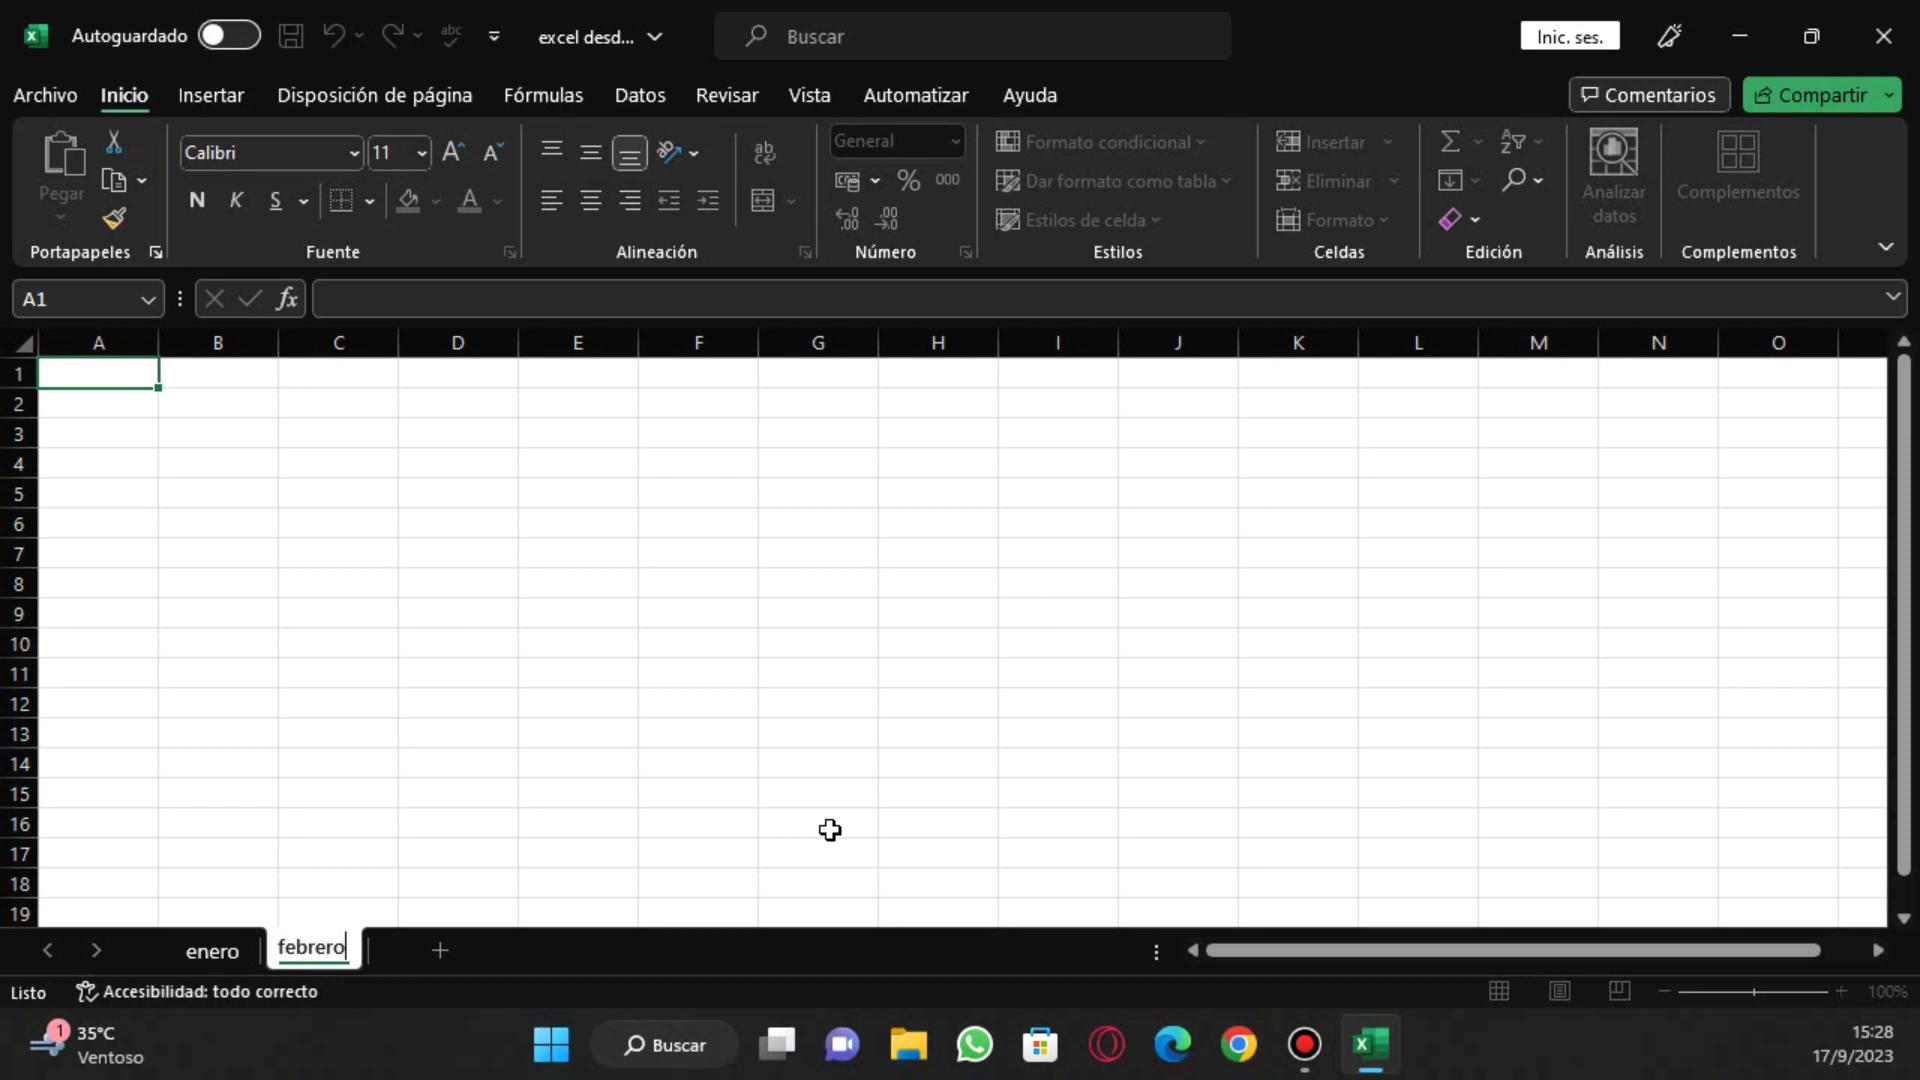 Autoguardado
excel desd...
Buscar
Inic. ses.
Archivo Inicio Insertar Disposición de página Fórmulas Datos Revisar Vista Automatizar Ayuda
Comentarios
Compartir
Pegar
Calibri
11
N K S
ab
General
% 000
Formato condicional
Dar formato como tabla
Estilos de celda
Insertar
Eliminar
Formato
Analizar datos
Complementos
Portapapeles Fuente Alineación Número Estilos Celdas Edición Análisis Complementos
A1
fx
A B C D E F G H I J K L M N O
1
2
3
4
5
6
7
8
9
10
11
12
13
14
15
16
17
18
19
enero febrero
Listo Accesibilidad: todo correcto 100%
1
35°C
Ventoso
Buscar
15:28
17/9/2023